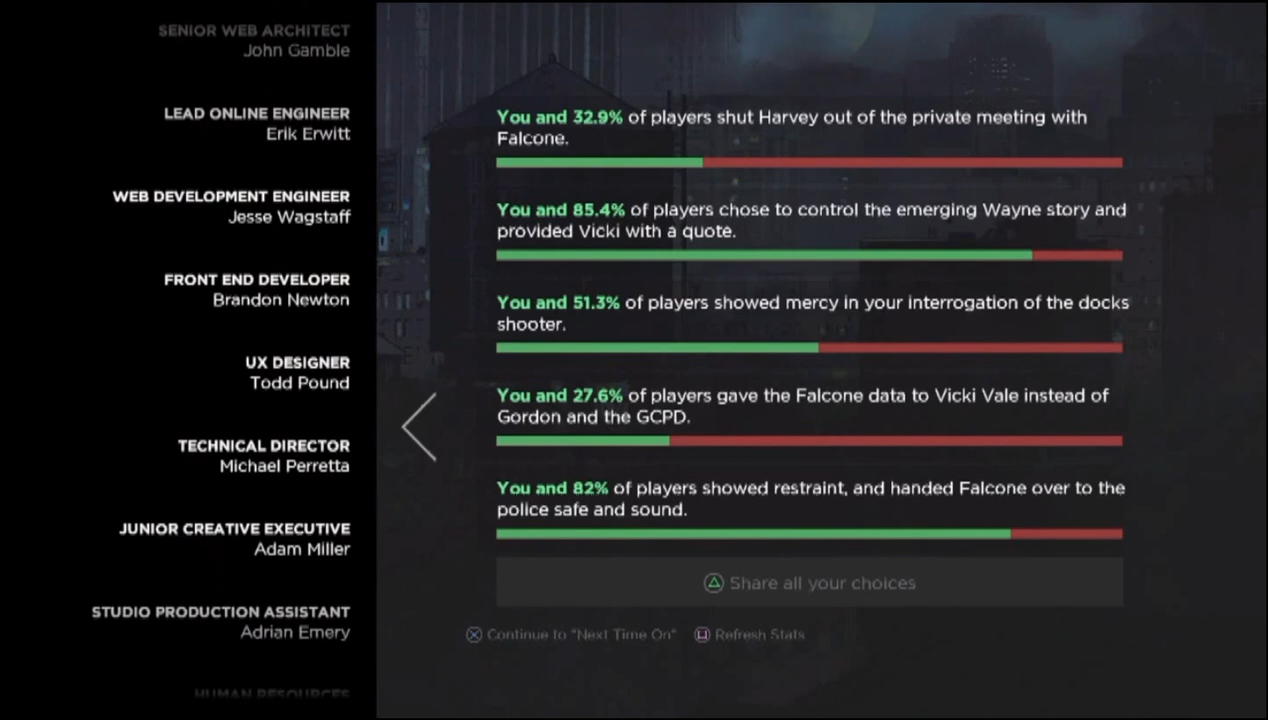 SENIOR WEB ARCHITECT
John Gamble
LEAD ONLINE ENGINEER
Erik Erwitt
WEB DEVELOPMENT ENGINEER
Jesse Wagstaff
FRONT END DEVELOPER
Brandon Newton
UX DESIGNER
Todd Pound
TECHNICAL DIRECTOR
Michael Perretta
JUNIOR CREATIVE EXECUTIVE
Adam Miller
STUDIO PRODUCTION ASSISTANT
Adrian Emery
HUMAN RESOURCES
You and 32.9% of players shut Harvey out of the private meeting with
Falcone.
You and 85.4% of players chose to control the emerging Wayne story and
provided Vicki with a quote.
You and 51.3% of players showed mercy in your interrogation of the docks
shooter.
You and 27.6% of players gave the Falcone data to Vicki Vale instead of
Gordon and the GCPD.
You and 82% of players showed restraint, and handed Falcone over to the
police safe and sound.
Share all your choices
Continue to "Next Time On" Refresh Stats